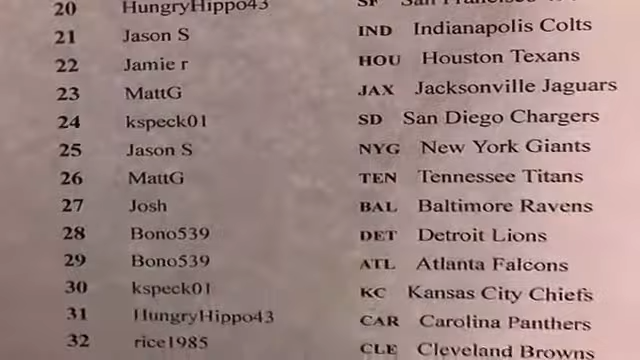 20 HungryHippo43 SF San Francisco
21 Jason S IND Indianapolis Colts
22 Jamie r HOU Houston Texans
23 MattG JAX Jacksonville Jaguars
24 kspeck01 SD San Diego Chargers
25 Jason S NYG New York Giants
26 MattG TEN Tennessee Titans
27 Josh BAL Baltimore Ravens
28 Bono539 DET Detroit Lions
29 Bono539 ATL Atlanta Falcons
30 kspeck01 KC Kansas City Chiefs
31 HungryHippo43 CAR Carolina Panthers
32 rice1985 CLE Cleveland Browns